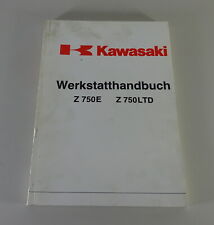 Kawasaki
Werkstatthandbuch
Z 750E Z 750LTD